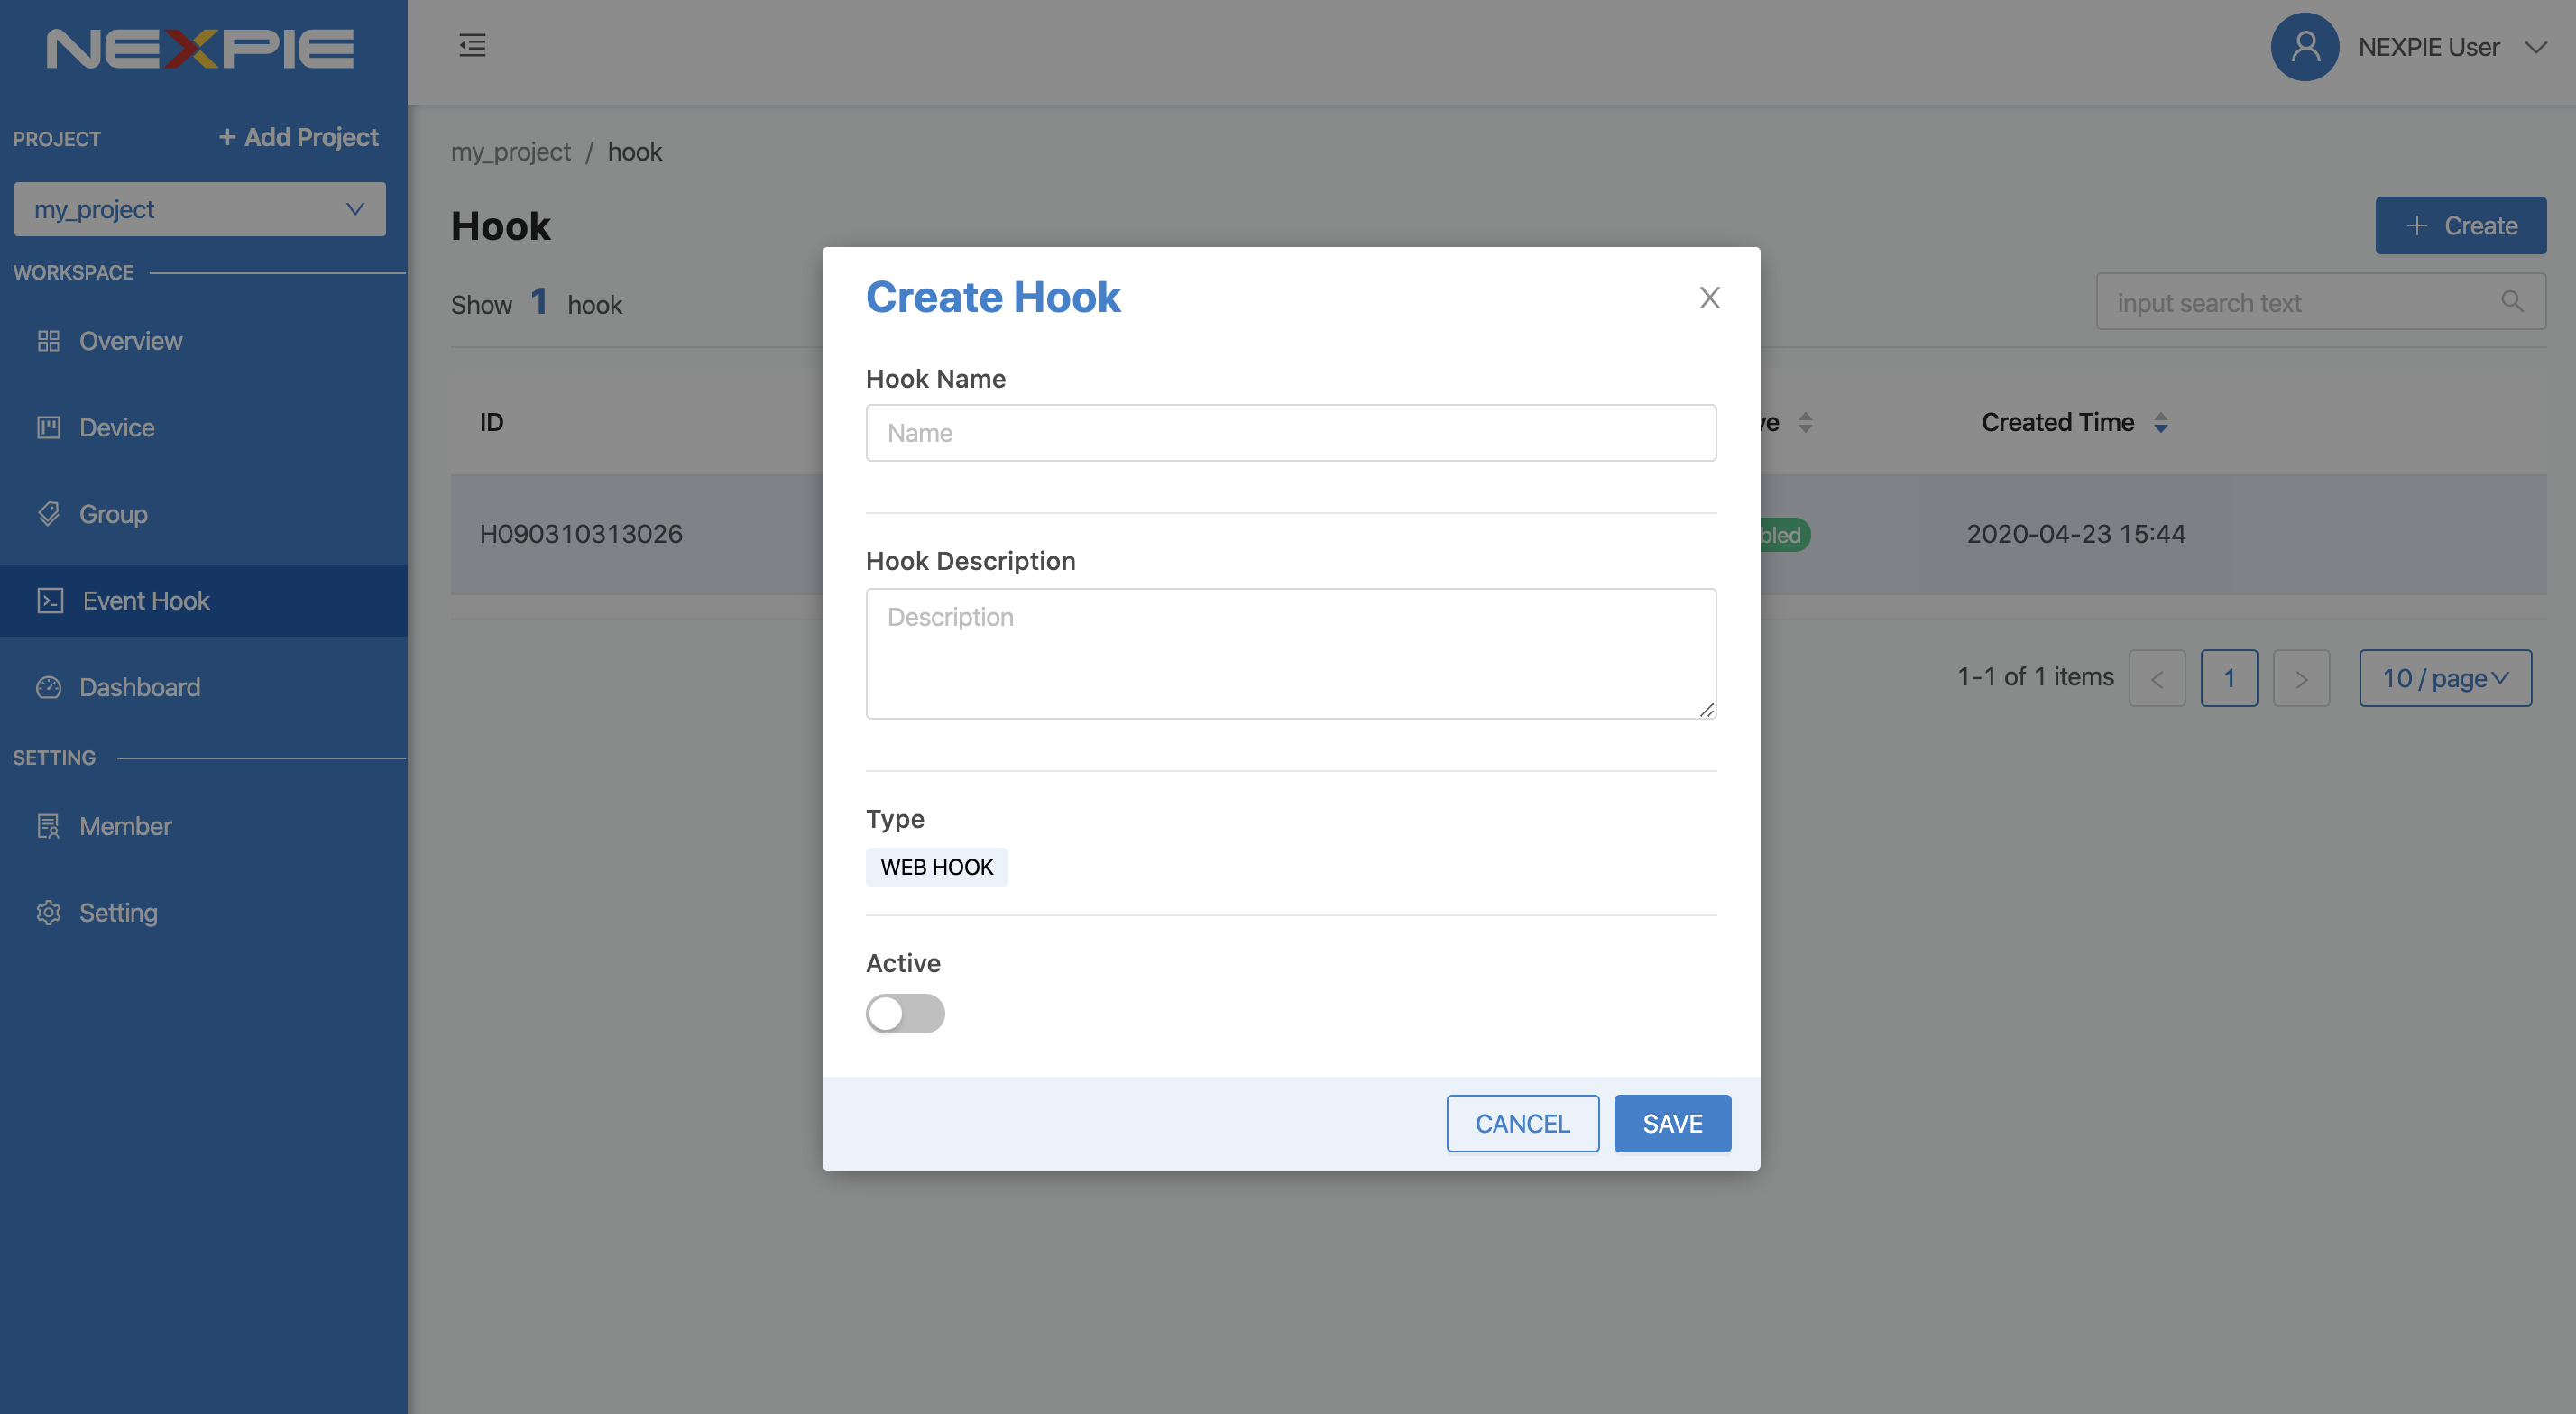 NEXPIE
PROJECT + Add Project
my_project
WORKSPACE
Overview
Device
Group
Event Hook
Dashboard
SETTING
Member
Setting
NEXPIE User
my_project / hook
Hook
+ Create
Show 1 hook
input search text
ID
Created Time
H090310313026
2020-04-23 15:44
1-1 of 1 items < 1 > 10 / page
Create Hook
Hook Name
Name
Hook Description
Description
Type
WEB HOOK
Active
CANCEL SAVE